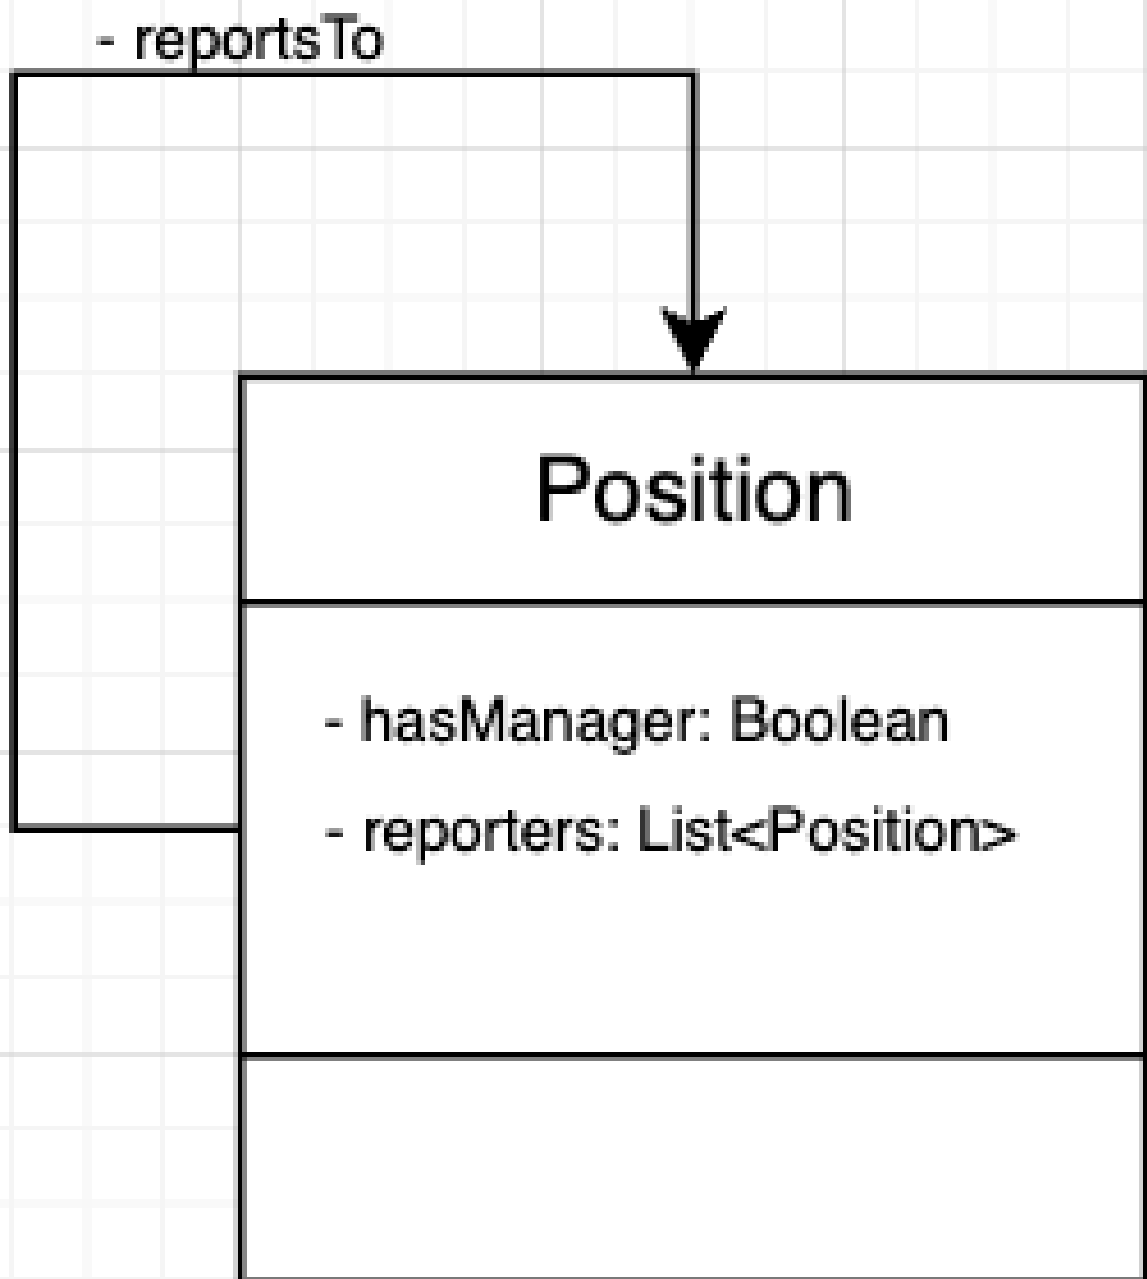 - reportsTo
Position
- hasManager: Boolean
- reporters: List<Position>